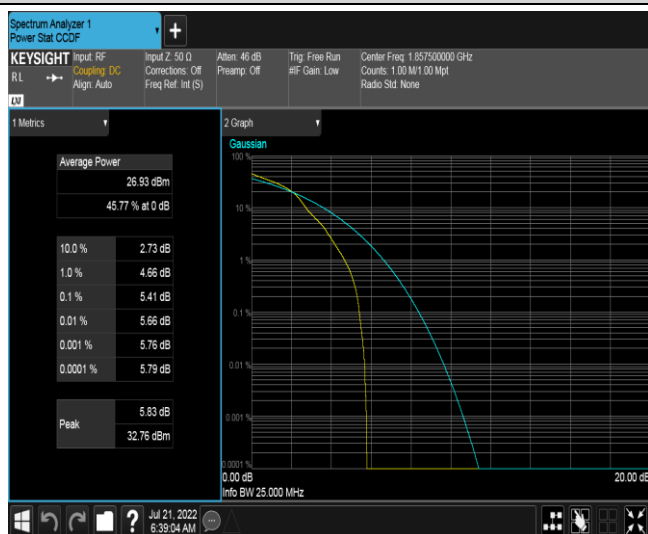 Spectrum Analyzer 1
Power Stat CCDF
+
KEYSIGHT
R L
LXI
Input: RF
Coupling: DC
Align: Auto
Input Z: 50 Ω
Corrections: Off
Freq Ref: Int (S)
Atten: 46 dB
Preamp: Off
Trig: Free Run
#IF Gain: Low
Center Freq: 1.857500000 GHz
Counts: 1.00 M/1.00 Mpt
Radio Std: None
1 Metrics
Average Power
26.93 dBm
45.77 % at 0 dB
10.0 % 2.73 dB
1.0 % 4.66 dB
0.1 % 5.41 dB
0.01 % 5.66 dB
0.001 % 5.76 dB
0.0001 % 5.79 dB
Peak
5.83 dB
32.76 dBm
2 Graph
Gaussian
100 %
10 %
1 %
0.1 %
0.01 %
0.001 %
0.0001 %
0.00 dB 20.00 dB
Info BW 25.000 MHz
?
Jul 21, 2022
6:39:04 AM